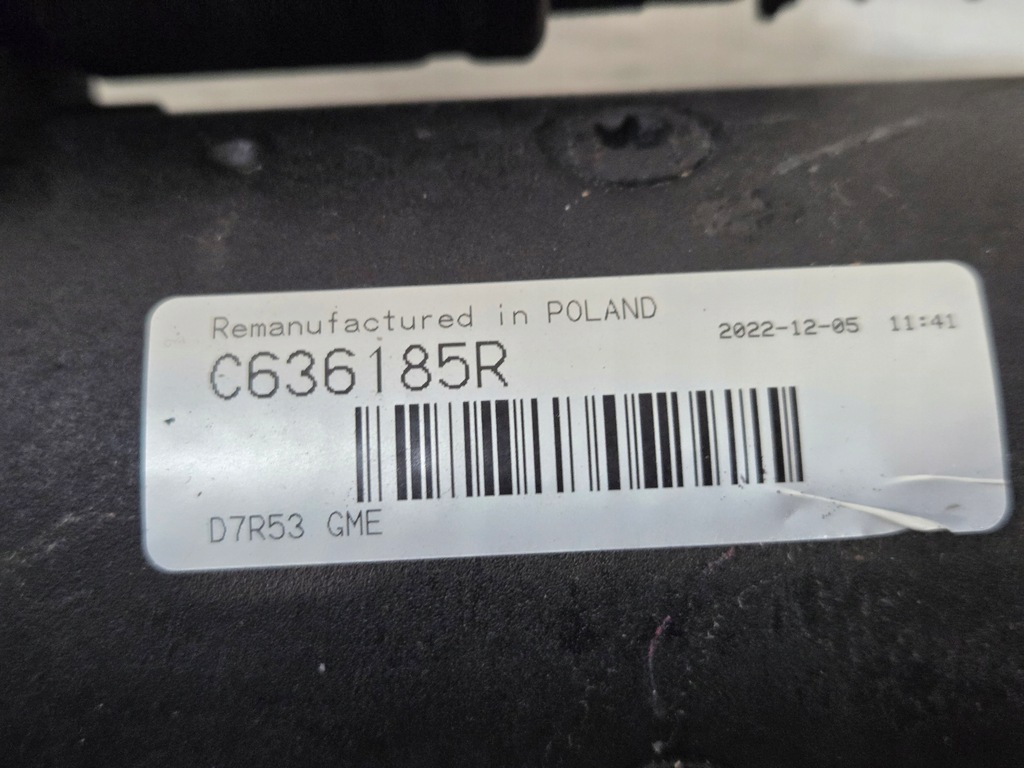 Remanufactured in POLAND
2022-12-05 11:41
C636185R
D7R53 GME